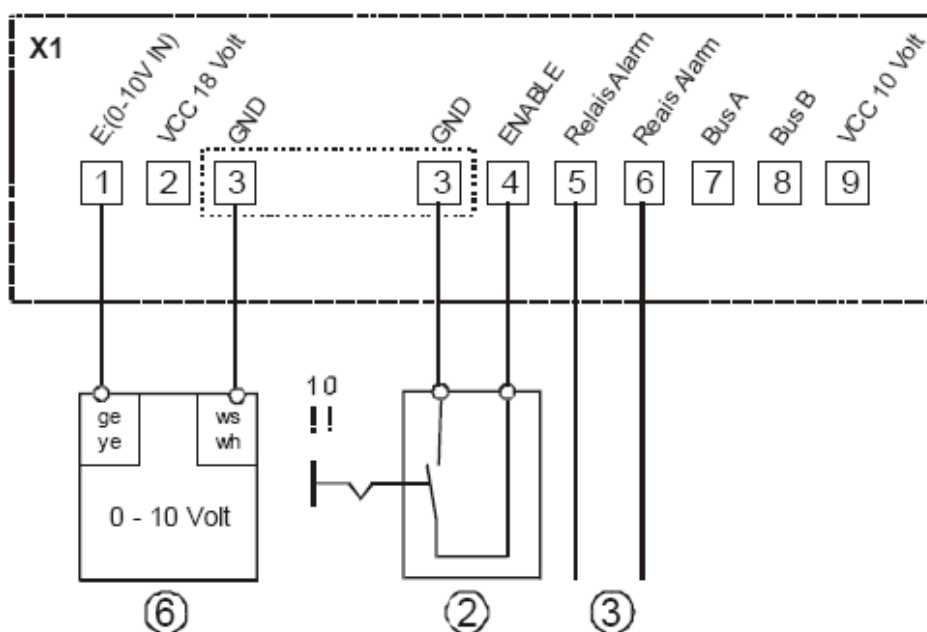 X1
E:(0-10V IN)
VCC 18 Volt
GND
GND
ENABLE
Relais Alarm
Reais Alarm
Bus A
Bus B
VCC 10 Volt
1 2 3 3 4 5 6 7 8 9
10
!!
ge
ye
ws
wh
0 - 10 Volt
6 2 3